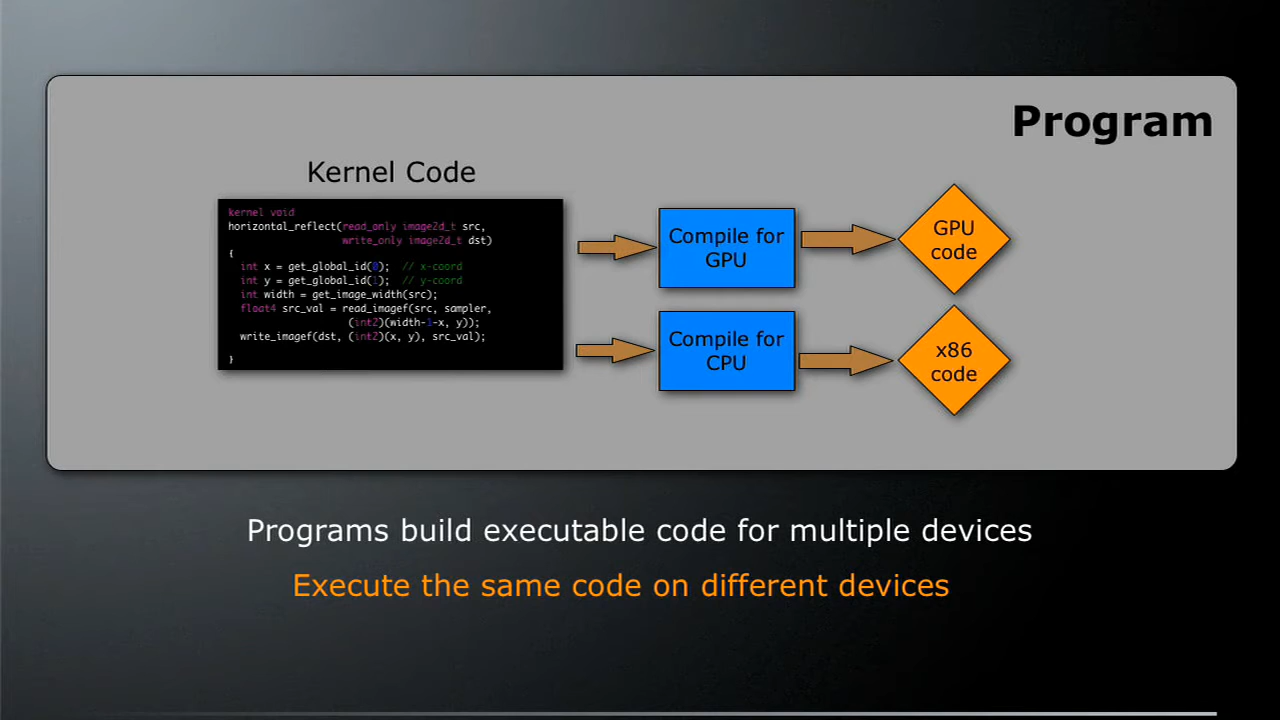 Program
Kernel Code
kernel void
horizontal_reflect(read_only image2d_t src,
write_only image2d_t dst)
{
int x = get_global_id(0); // x-coord
int y = get_global_id(1); // y-coord
int width = get_image_width(src);
float4 src_val = read_imagef(src, sampler,
(int2)(width-1-x, y));
write_imagef(dst, (int2)(x, y), src_val);
}
Compile for
GPU
GPU
code
Compile for
CPU
x86
code
Programs build executable code for multiple devices
Execute the same code on different devices